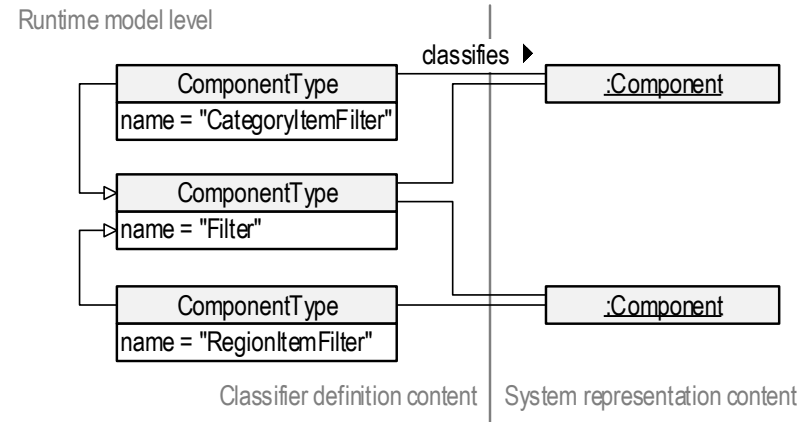 Runtime model level
classifies
ComponentType
:Component
name = "CategoryItemFilter"
ComponentType
name = "Filter"
ComponentType
:Component
name = "RegionItemFilter"
Classifier definition content
System representation content